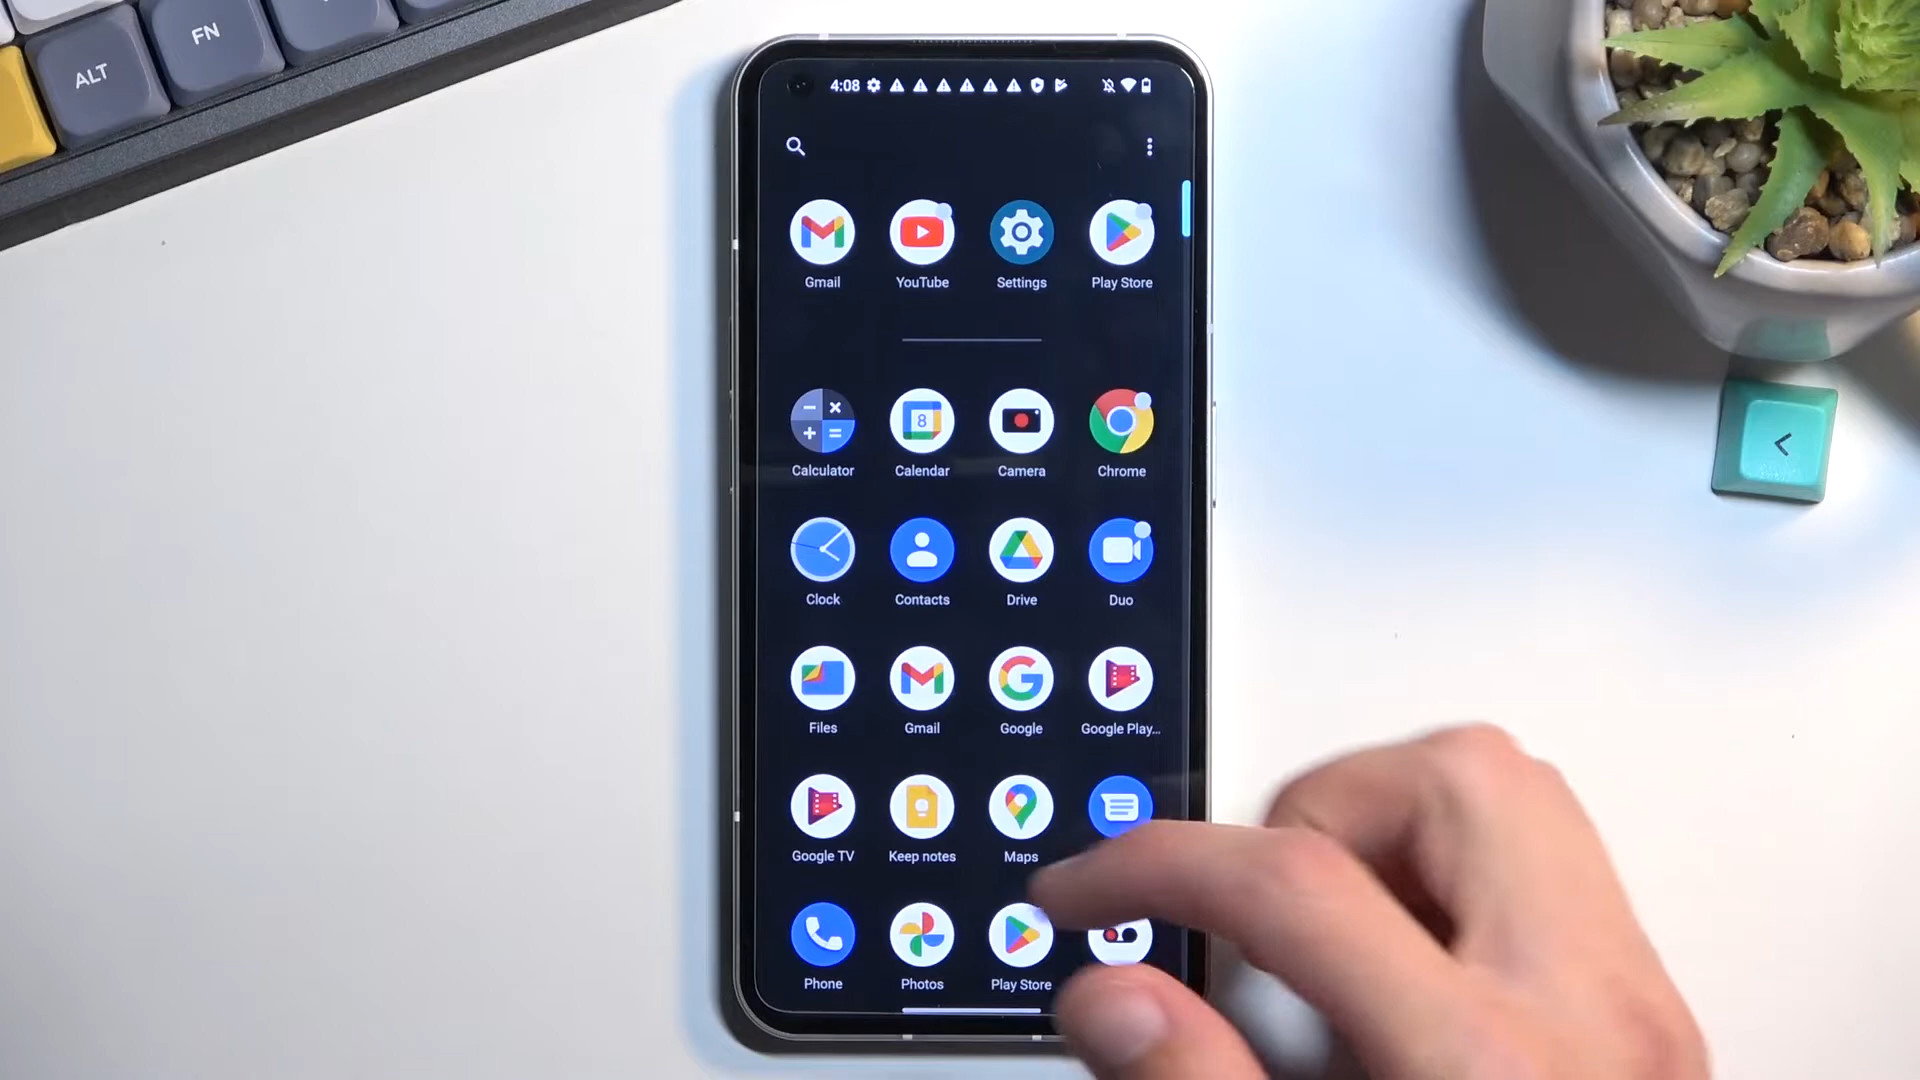 ALT
FN
4:08
Gmail YouTube Settings Play Store
8
Calculator Calendar Camera Chrome
Clock Contacts Drive Duo
Files Gmail Google Google Play...
Google TV Keep notes Maps
Phone Photos Play Store
<